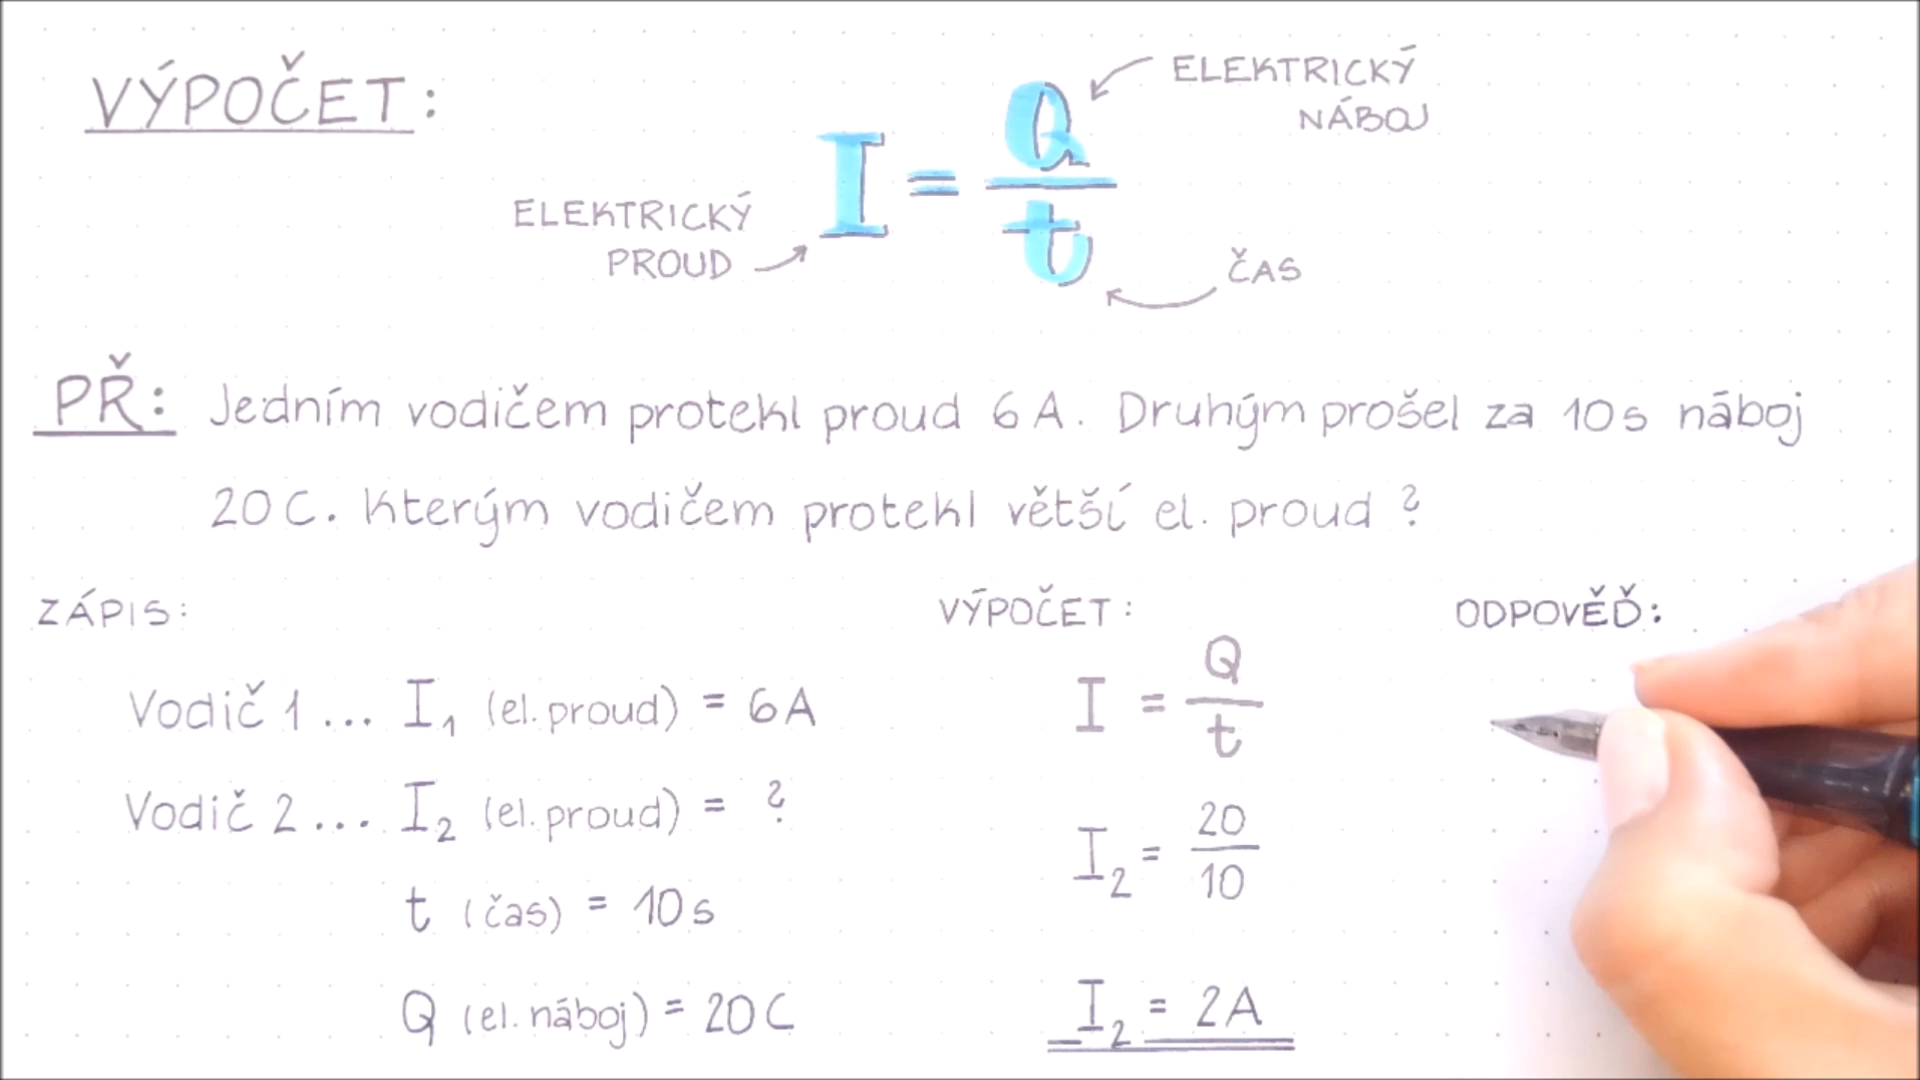 VÝPOČET:
I = Q
t
ELEKTRICKÝ
NÁBOJ
ELEKTRICKÝ
PROUD
ČAS
PŘ: Jedním vodičem protekl proud 6 A. Druhým prošel za 10 s náboj
20 C. Kterým vodičem protekl větší el. proud ?
ZÁPIS:
Vodič 1 ... I₁ (el. proud) = 6 A
Vodič 2 ... I₂ (el. proud) = ?
t (čas) = 10 s
Q (el. náboj) = 20 C
VÝPOČET:
I = Q
t
I₂ = 20
10
I₂ = 2 A
ODPOVĚĎ: